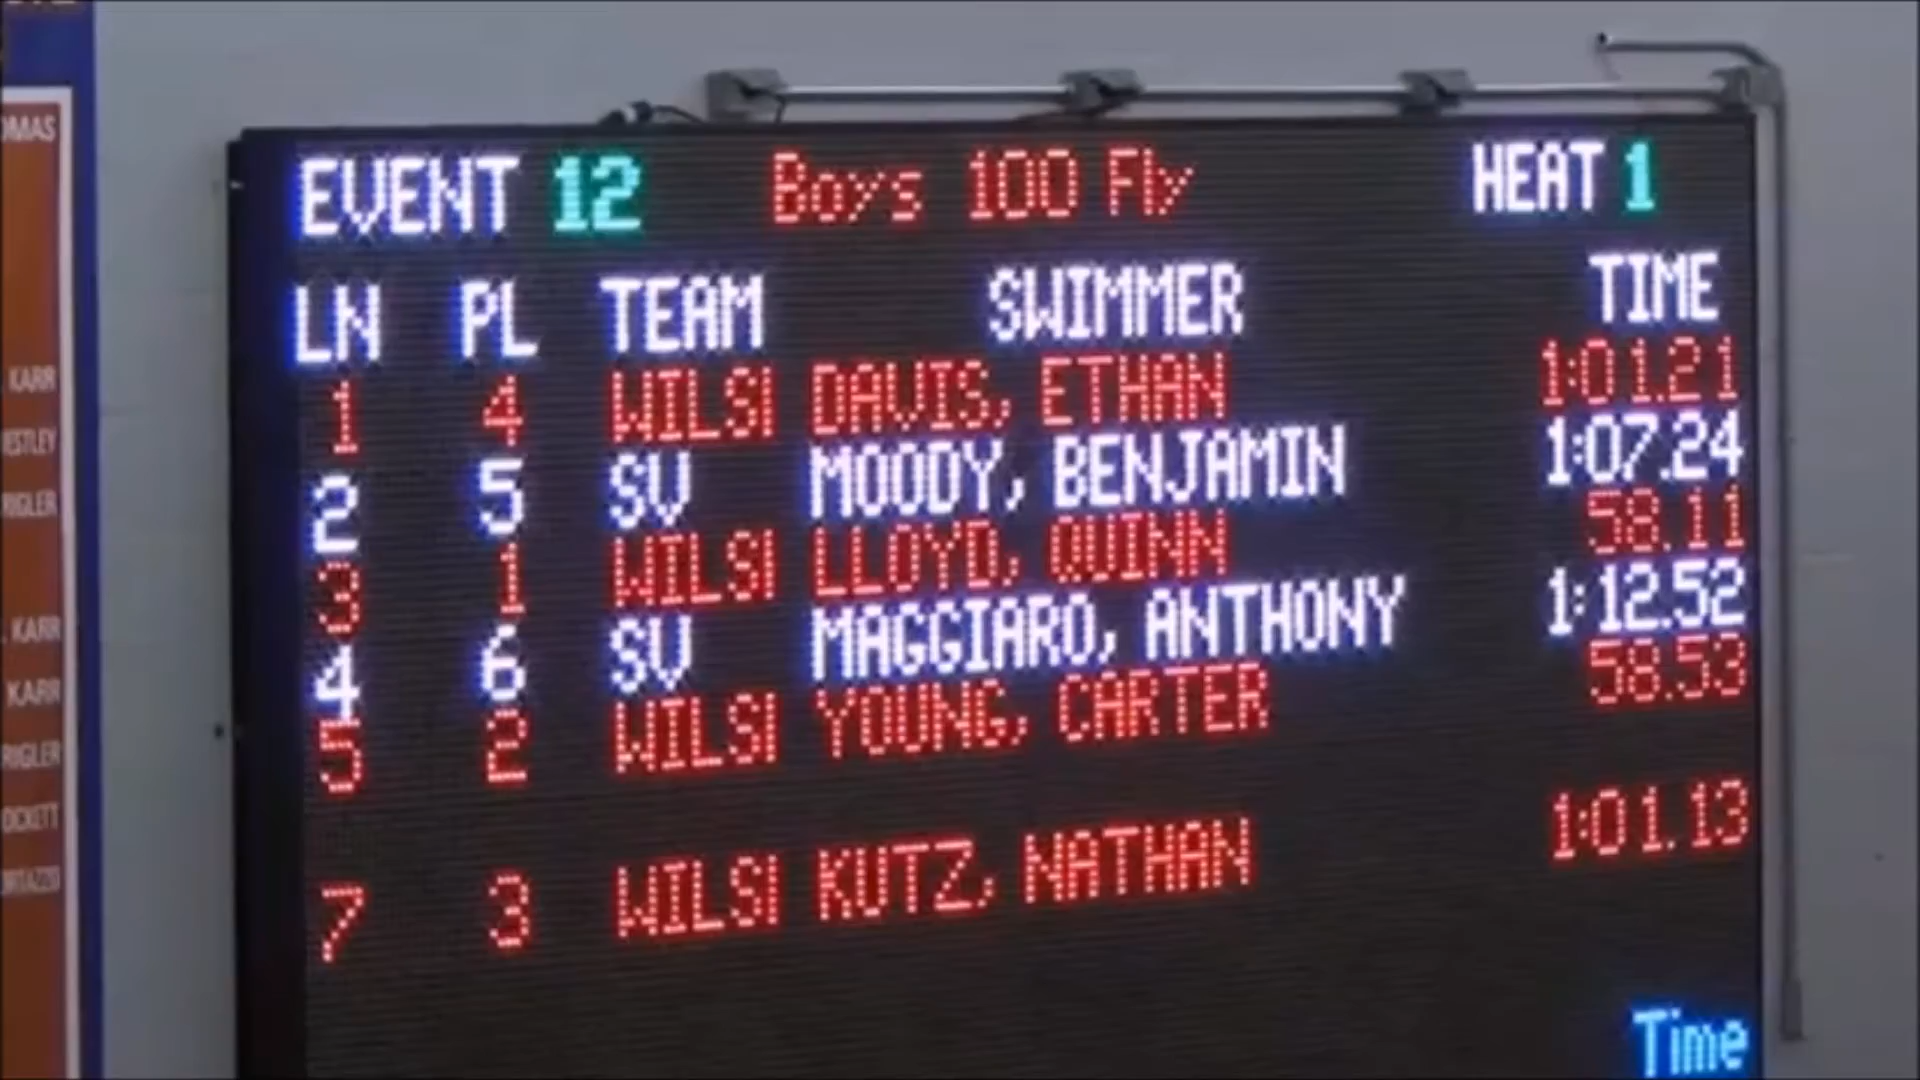 EVENT 12 Boys 100 Fly HEAT 1
LN PL TEAM SWIMMER TIME
1 4 WILSI DAVIS, ETHAN 1:01.21
2 5 SV MOODY, BENJAMIN 1:07.24
3 1 WILSI LLOYD, QUINN 58.11
4 6 SV MAGGIARO, ANTHONY 1:12.52
5 2 WILSI YOUNG, CARTER 58.53
7 3 WILSI KUTZ, NATHAN 1:01.13
Time
KARR
KARR
KARR